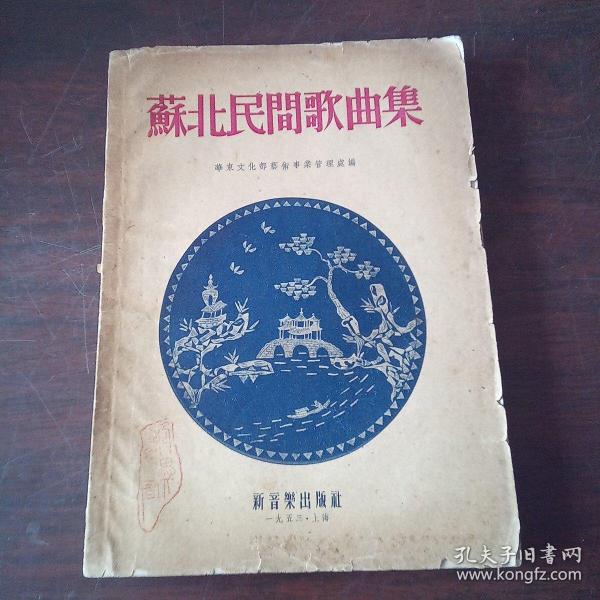 蘇北民間歌曲集
華東文化部藝術事業管理處編
新音樂出版社
一九五三·上海
孔夫子旧书网
www.kongfz.com